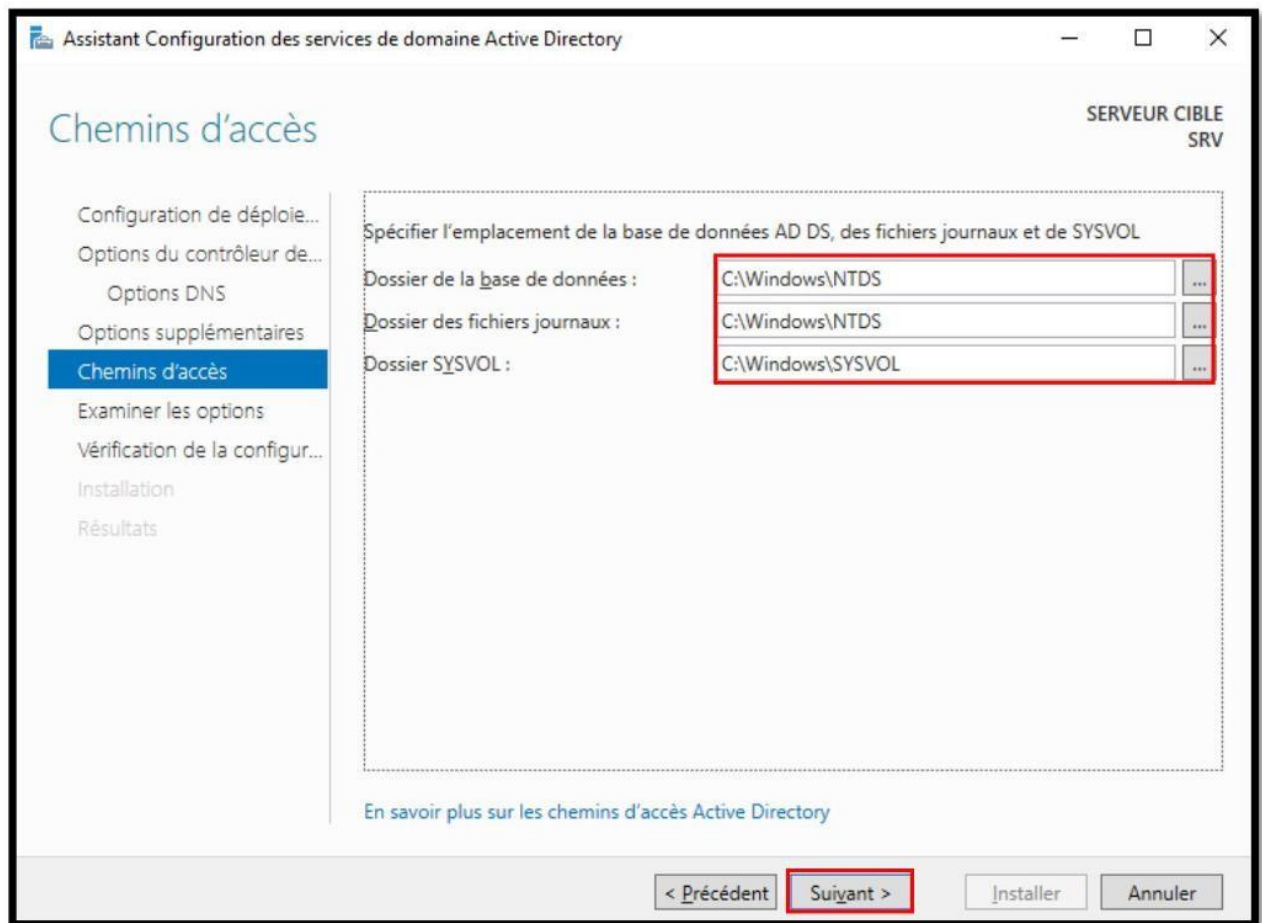 Assistant Configuration des services de domaine Active Directory
Chemins d'accès
SERVEUR CIBLE
SRV
Configuration de déploie...
Options du contrôleur de...
Options DNS
Options supplémentaires
Chemins d'accès
Examiner les options
Vérification de la configur...
Installation
Résultats
Spécifier l'emplacement de la base de données AD DS, des fichiers journaux et de SYSVOL
Dossier de la base de données : C:\Windows\NTDS ...
Dossier des fichiers journaux : C:\Windows\NTDS ...
Dossier SYSVOL : C:\Windows\SYSVOL ...
En savoir plus sur les chemins d'accès Active Directory
< Précédent Suivant > Installer Annuler